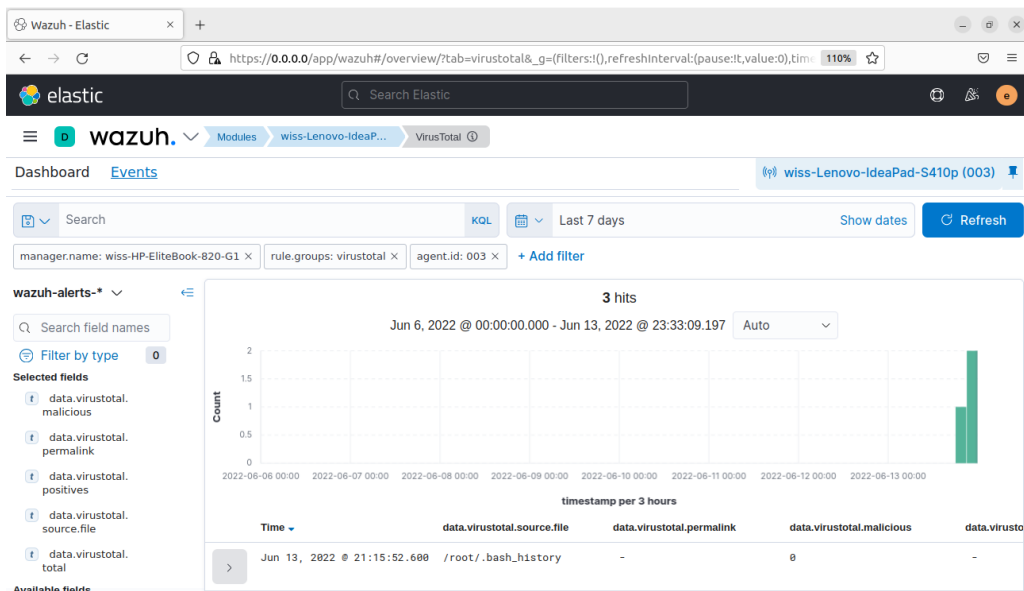 Wazuh - Elastic
https://0.0.0.0/app/wazuh#/overview/?tab=virustotal&_g=(filters:!(),refreshInterval:(pause:!t,value:0),tim
110%
elastic
Search Elastic
e
D
wazuh.
Modules
wiss-Lenovo-IdeaP...
VirusTotal
Dashboard
Events
wiss-Lenovo-IdeaPad-S410p (003)
Search
KQL
Last 7 days
Show dates
Refresh
manager.name: wiss-HP-EliteBook-820-G1
rule.groups: virustotal
agent.id: 003
+ Add filter
wazuh-alerts-*
Search field names
Filter by type
0
Selected fields
t data.virustotal.
malicious
t data.virustotal.
permalink
t data.virustotal.
positives
t data.virustotal.
source.file
t data.virustotal.
total
Available fields
3 hits
Jun 6, 2022 @ 00:00:00.000 - Jun 13, 2022 @ 23:33:09.197
Auto
Count
2
1.5
1
0.5
0
2022-06-06 00:00 2022-06-07 00:00 2022-06-08 00:00 2022-06-09 00:00 2022-06-10 00:00 2022-06-11 00:00 2022-06-12 00:00 2022-06-13 00:00
timestamp per 3 hours
Time data.virustotal.source.file data.virustotal.permalink data.virustotal.malicious data.virusto
Jun 13, 2022 @ 21:15:52.600 /root/.bash_history - 0 -